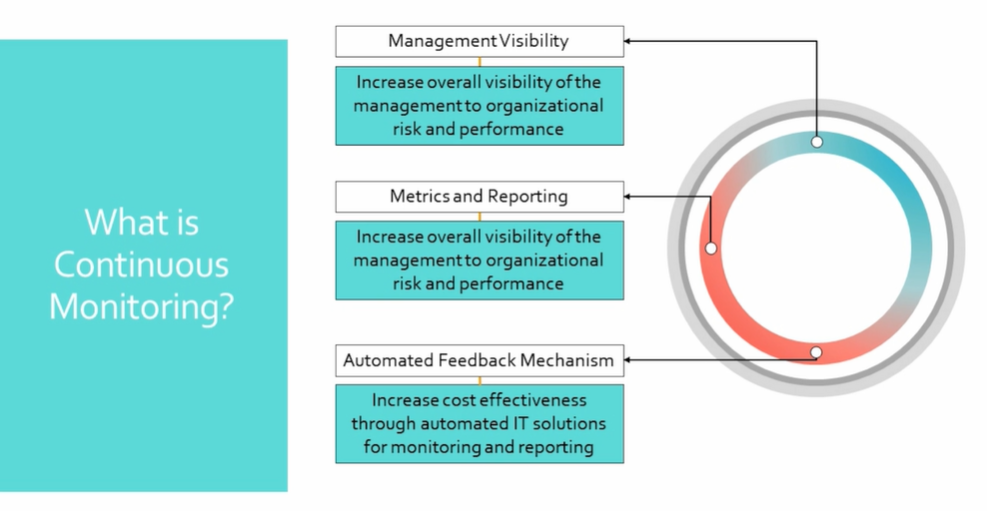 What is
Continuous
Monitoring?
Management Visibility
Increase overall visibility of the
management to organizational
risk and performance
Metrics and Reporting
Increase overall visibility of the
management to organizational
risk and performance
Automated Feedback Mechanism
Increase cost effectiveness
through automated IT solutions
for monitoring and reporting